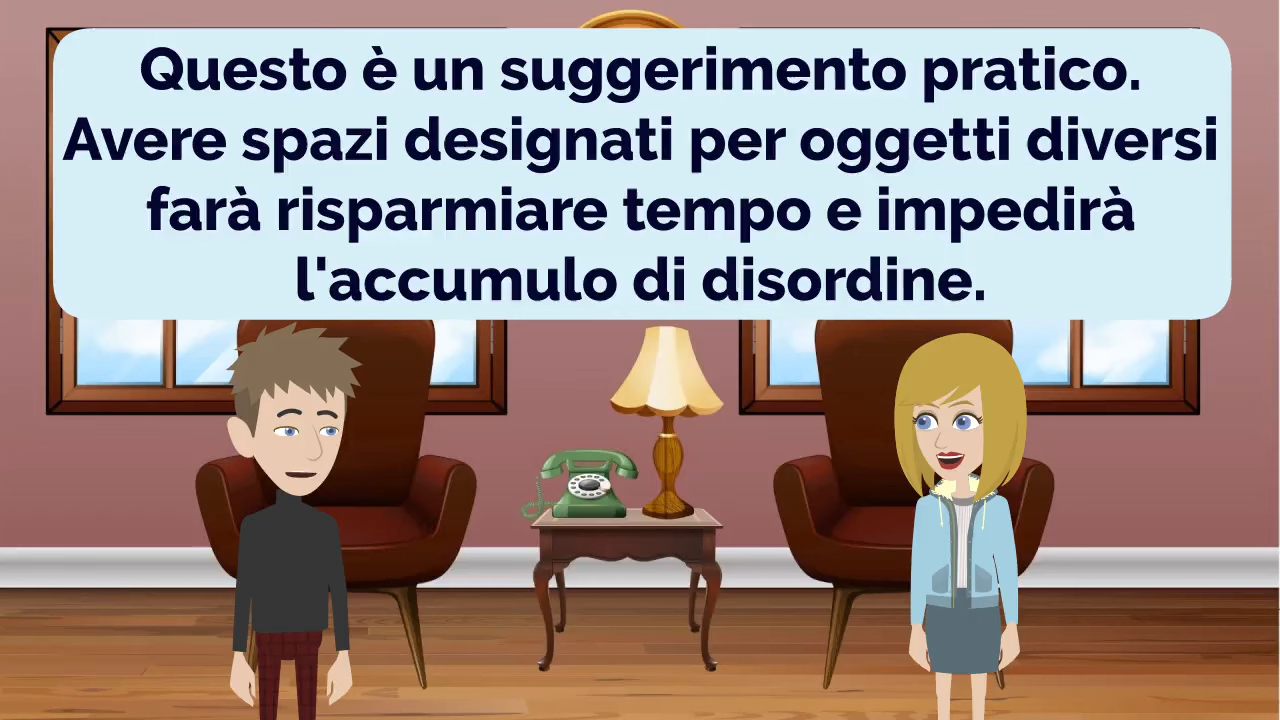 Questo è un suggerimento pratico.
Avere spazi designati per oggetti diversi
farà risparmiare tempo e impedirà
l'accumulo di disordine.